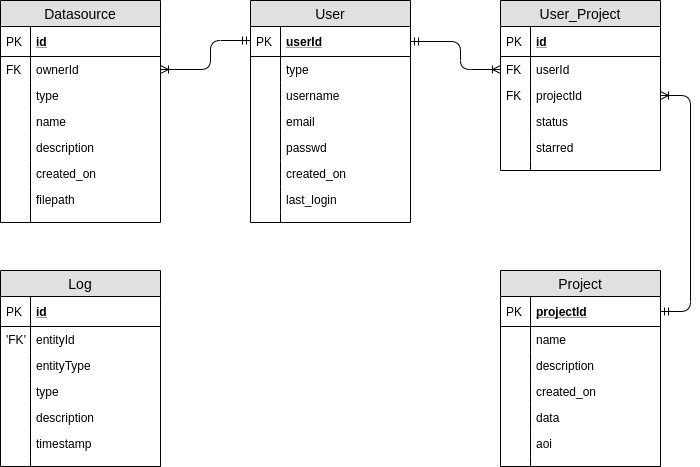 Datasource
PK id
FK ownerId
type
name
description
created_on
filepath
User
PK userId
type
username
email
passwd
created_on
last_login
User_Project
PK id
FK userId
FK projectId
status
starred
Log
PK id
'FK' entityId
entityType
type
description
timestamp
Project
PK projectId
name
description
created_on
data
aoi